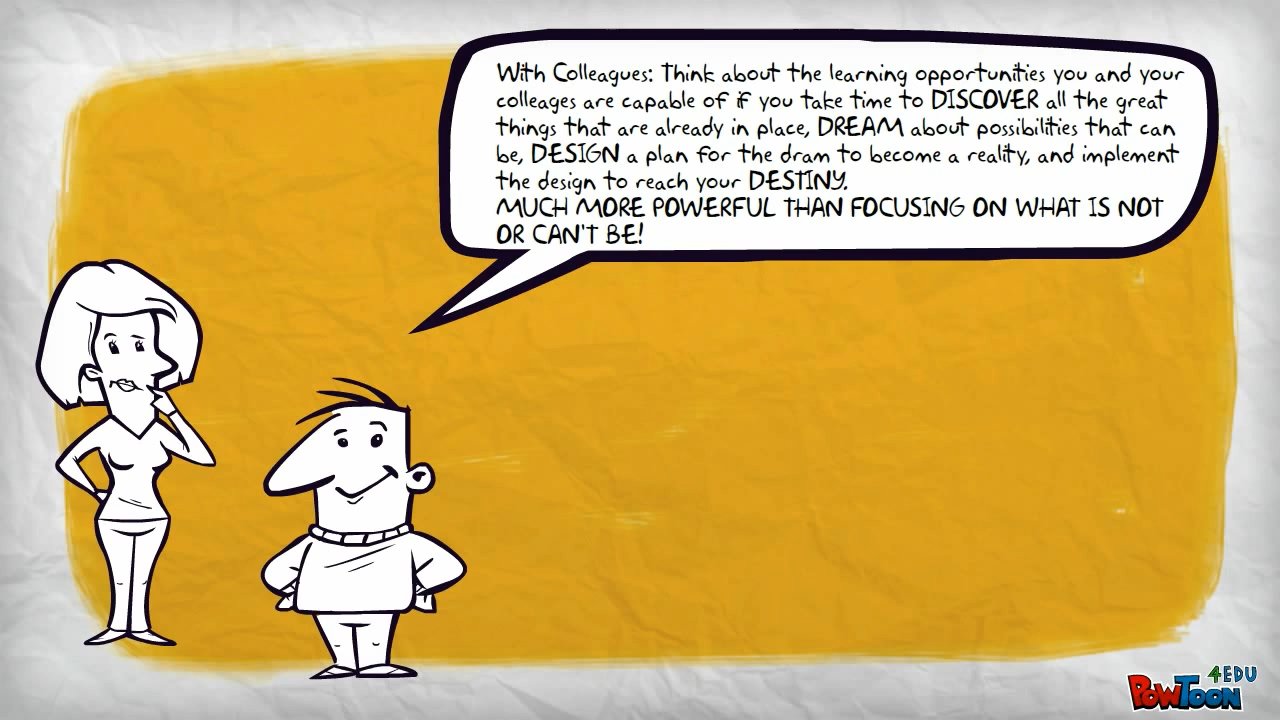 With Colleagues: Think about the learning opportunities you and your
colleages are capable of if you take time to DISCOVER all the great
things that are already in place, DREAM about possibilities that can
be, DESIGN a plan for the dram to become a reality, and implement
the design to reach your DESTINY.
MUCH MORE POWERFUL THAN FOCUSING ON WHAT IS NOT
OR CAN'T BE!
4EDU
POWTOON